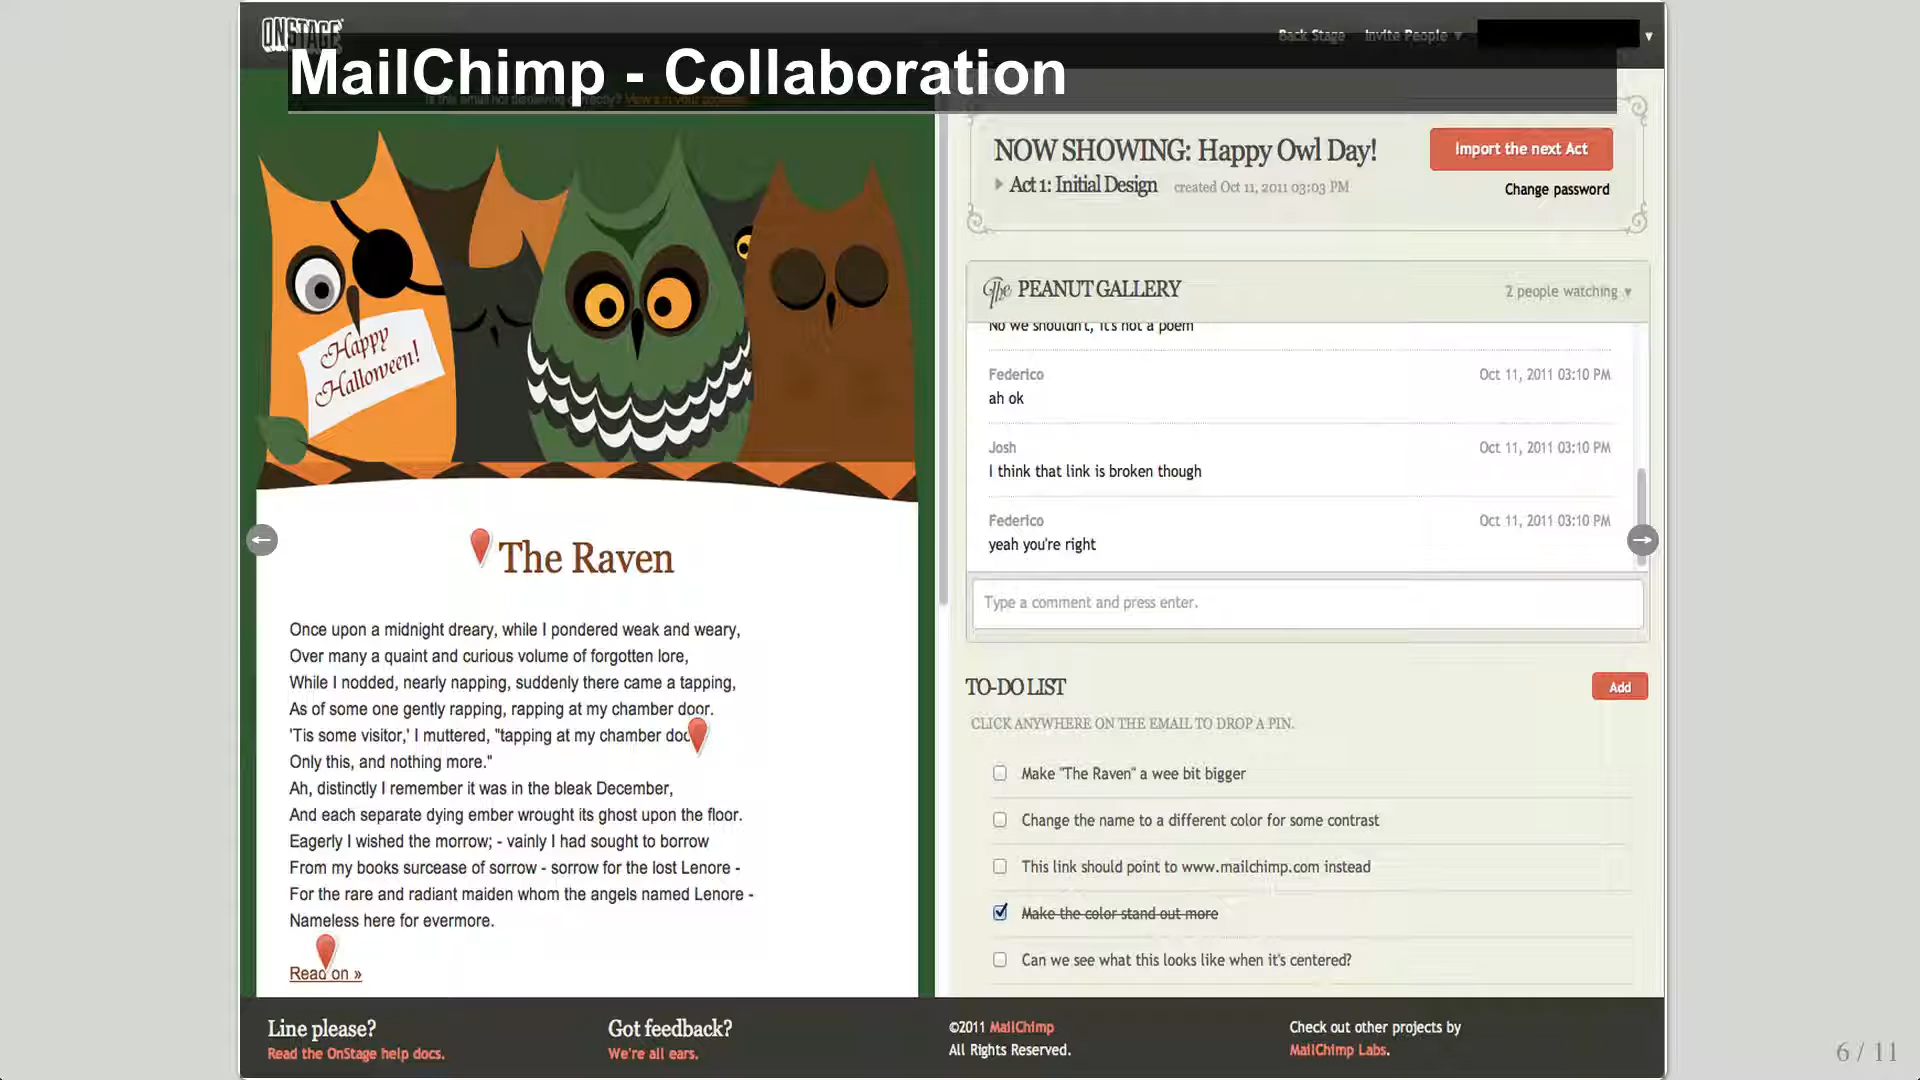 ONSTAGE
Back Stage Invite People
MailChimp - Collaboration
NOW SHOWING: Happy Owl Day!
Import the next Act
Act 1: Initial Design created Oct 11, 2011 03:03 PM
Change password
Happy
Halloween!
The PEANUT GALLERY
2 people watching
No we shouldn't, it's not a poem
Federico Oct 11, 2011 03:10 PM
ah ok
Josh Oct 11, 2011 03:10 PM
I think that link is broken though
Federico Oct 11, 2011 03:10 PM
yeah you're right
Type a comment and press enter.
The Raven
Once upon a midnight dreary, while I pondered weak and weary,
Over many a quaint and curious volume of forgotten lore,
While I nodded, nearly napping, suddenly there came a tapping,
As of some one gently rapping, rapping at my chamber door.
'Tis some visitor,' I muttered, "tapping at my chamber doo
Only this, and nothing more."
Ah, distinctly I remember it was in the bleak December,
And each separate dying ember wrought its ghost upon the floor.
Eagerly I wished the morrow; - vainly I had sought to borrow
From my books surcease of sorrow - sorrow for the lost Lenore -
For the rare and radiant maiden whom the angels named Lenore -
Nameless here for evermore.
Read on »
TO-DO LIST
Add
CLICK ANYWHERE ON THE EMAIL TO DROP A PIN.
Make "The Raven" a wee bit bigger
Change the name to a different color for some contrast
This link should point to www.mailchimp.com instead
Make the color stand out more
Can we see what this looks like when it's centered?
Line please?
Read the OnStage help docs.
Got feedback?
We're all ears.
©2011 MailChimp
All Rights Reserved.
Check out other projects by
MailChimp Labs.
6 / 11